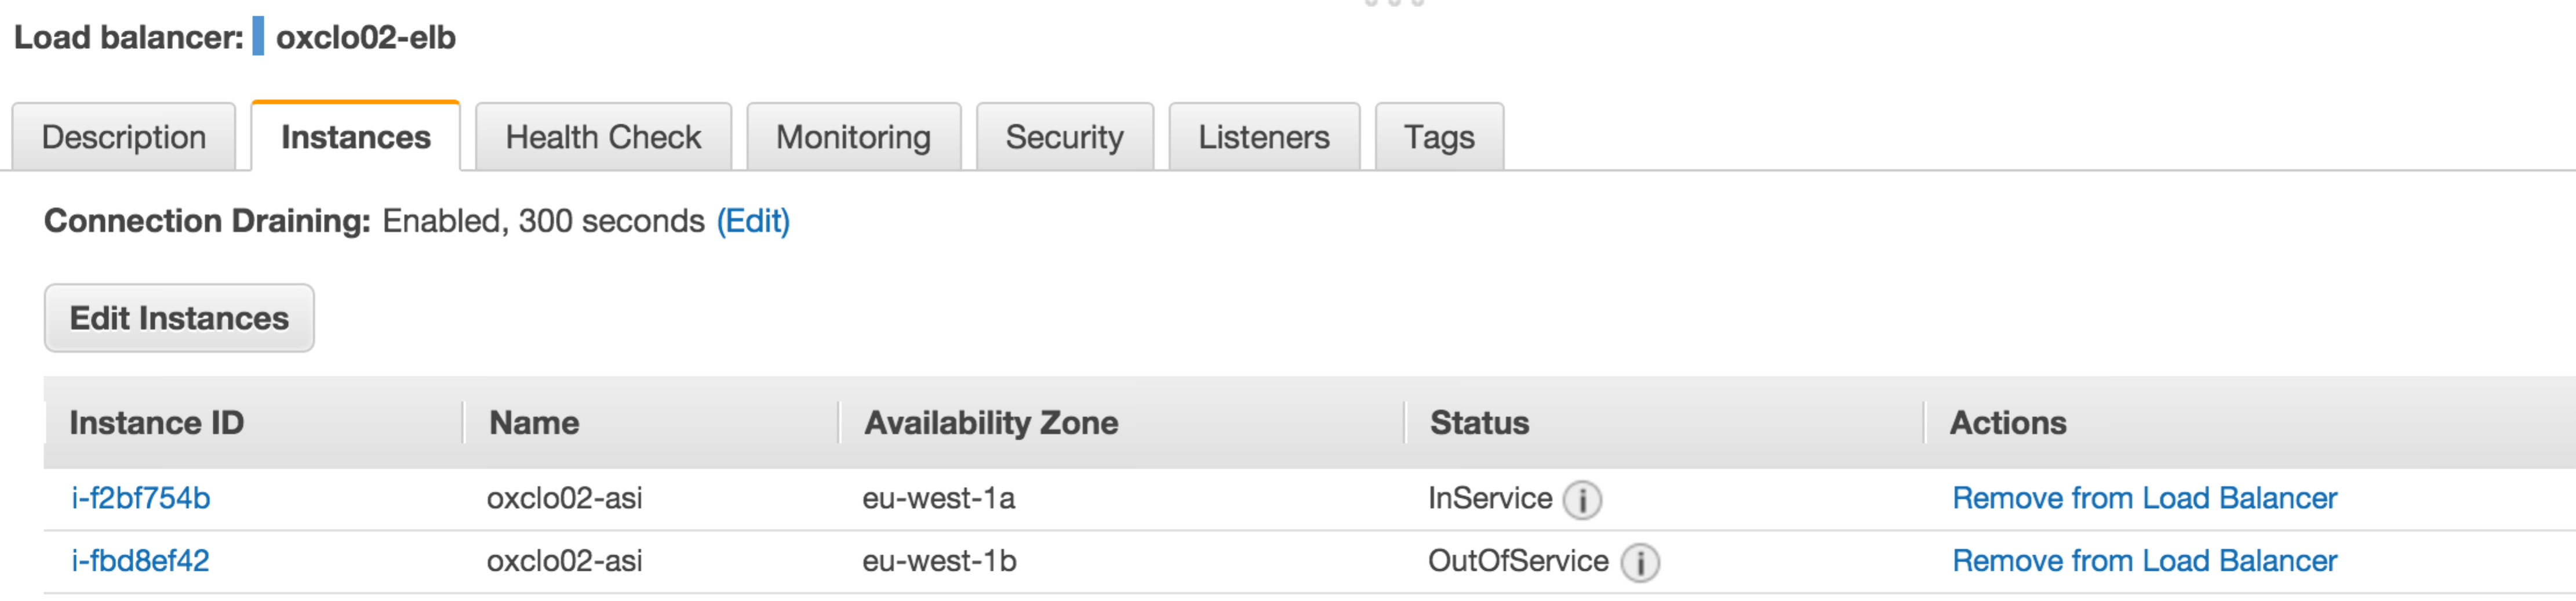 Load balancer: oxclo02-elb
Description Instances Health Check Monitoring Security Listeners Tags
Connection Draining: Enabled, 300 seconds (Edit)
Edit Instances
Instance ID Name Availability Zone Status Actions
i-f2bf754b oxclo02-asi eu-west-1a InService i Remove from Load Balancer
i-fbd8ef42 oxclo02-asi eu-west-1b OutOfService i Remove from Load Balancer